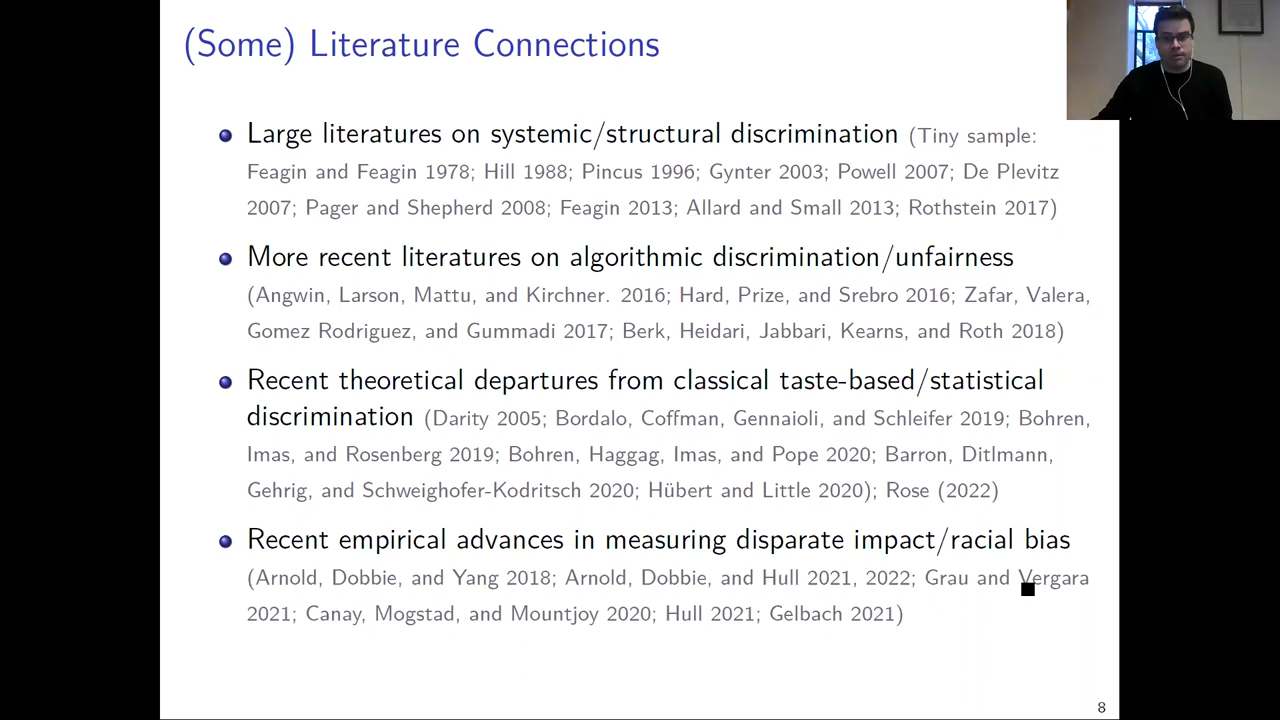 (Some) Literature Connections
Large literatures on systemic/structural discrimination (Tiny sample:
Feagin and Feagin 1978; Hill 1988; Pincus 1996; Gynter 2003; Powell 2007; De Plevitz
2007; Pager and Shepherd 2008; Feagin 2013; Allard and Small 2013; Rothstein 2017)
More recent literatures on algorithmic discrimination/unfairness
(Angwin, Larson, Mattu, and Kirchner. 2016; Hard, Prize, and Srebro 2016; Zafar, Valera,
Gomez Rodriguez, and Gummadi 2017; Berk, Heidari, Jabbari, Kearns, and Roth 2018)
Recent theoretical departures from classical taste-based/statistical
discrimination (Darity 2005; Bordalo, Coffman, Gennaioli, and Schleifer 2019; Bohren,
Imas, and Rosenberg 2019; Bohren, Haggag, Imas, and Pope 2020; Barron, Ditlmann,
Gehrig, and Schweighofer-Kodritsch 2020; Hübert and Little 2020); Rose (2022)
Recent empirical advances in measuring disparate impact/racial bias
(Arnold, Dobbie, and Yang 2018; Arnold, Dobbie, and Hull 2021, 2022; Grau and Vergara
2021; Canay, Mogstad, and Mountjoy 2020; Hull 2021; Gelbach 2021)
8